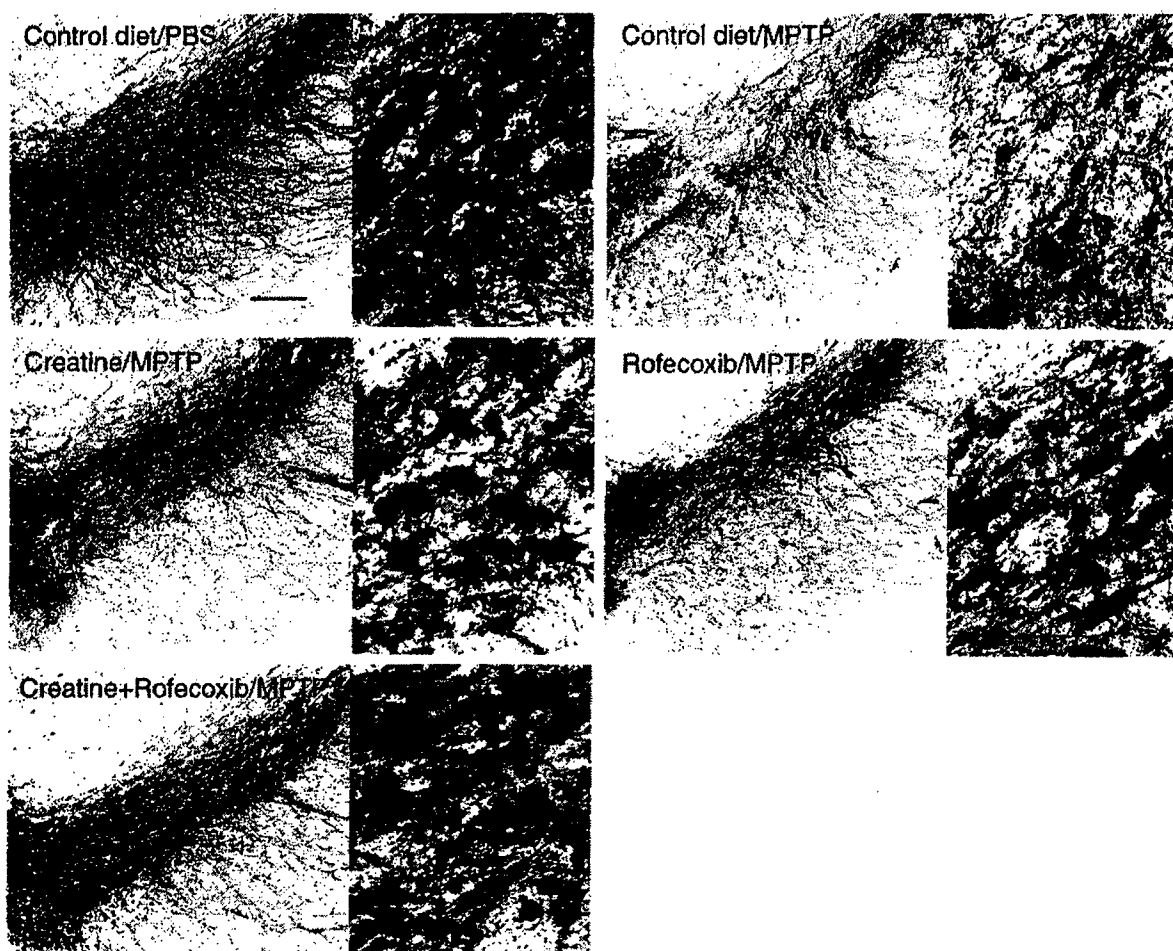 Control diet/PBS
Control diet/MPTP
Creatine/MPTP
Rofecoxib/MPTP
Creatine+Rofecoxib/MPTP